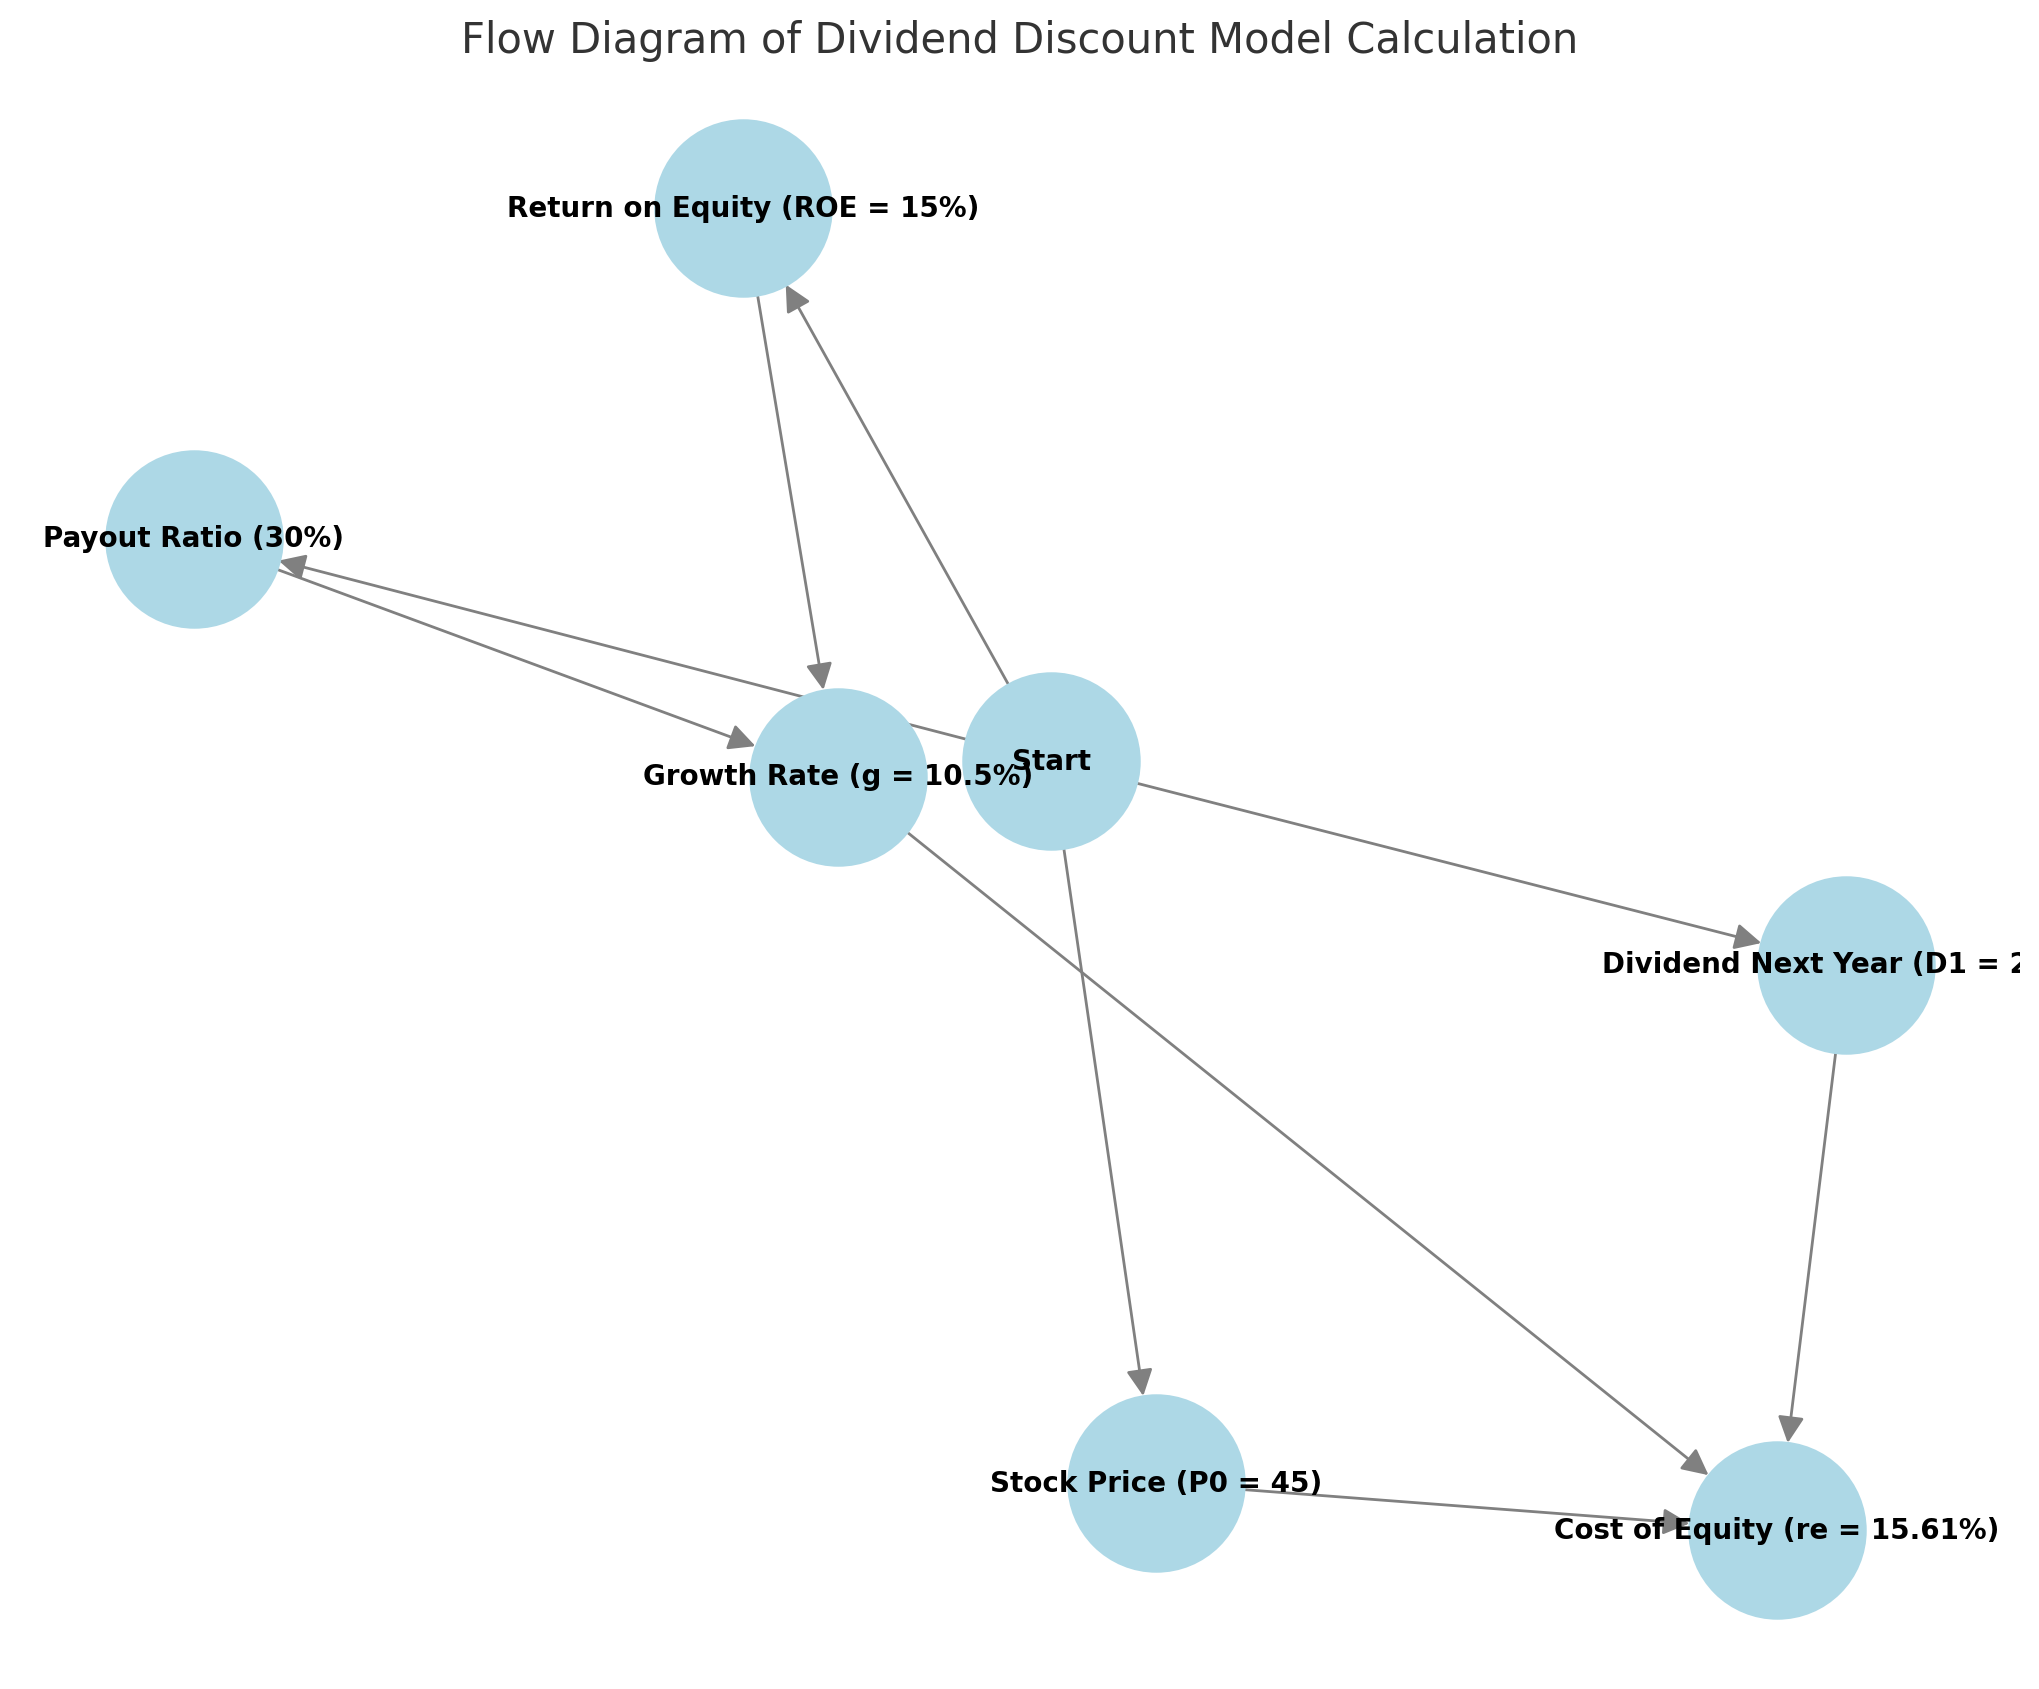 Flow Diagram of Dividend Discount Model Calculation
Return on Equity (ROE = 15%)
Payout Ratio (30%)
Start
Growth Rate (g = 10.5%)
Dividend Next Year (D1 = 2
Stock Price (P0 = 45)
Cost of Equity (re = 15.61%)